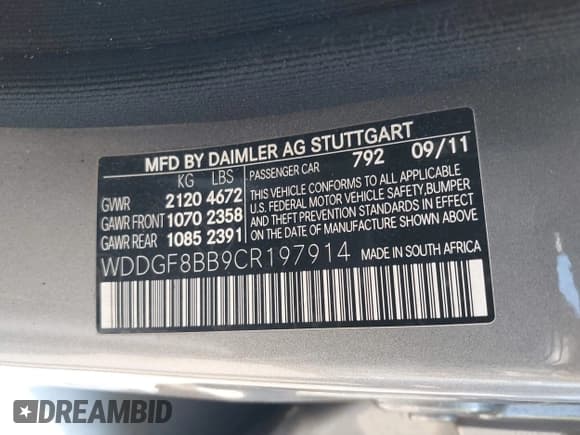 MFD BY DAIMLER AG STUTTGART
KG LBS PASSENGER CAR 792 09/11
GVWR 2120 4672
GAWR FRONT 1070 2358
GAWR REAR 1085 2391
THIS VEHICLE CONFORMS TO ALL APPLICABLE
U.S. FEDERAL MOTOR VEHICLE SAFETY, BUMPER
AND THEFT PREVENTION STANDARDS IN EFFECT
ON THE DATE OF MANUFACTURE SHOWN ABOVE.
WDDGF8BB9CR197914 MADE IN SOUTH AFRICA
$DREAMBID